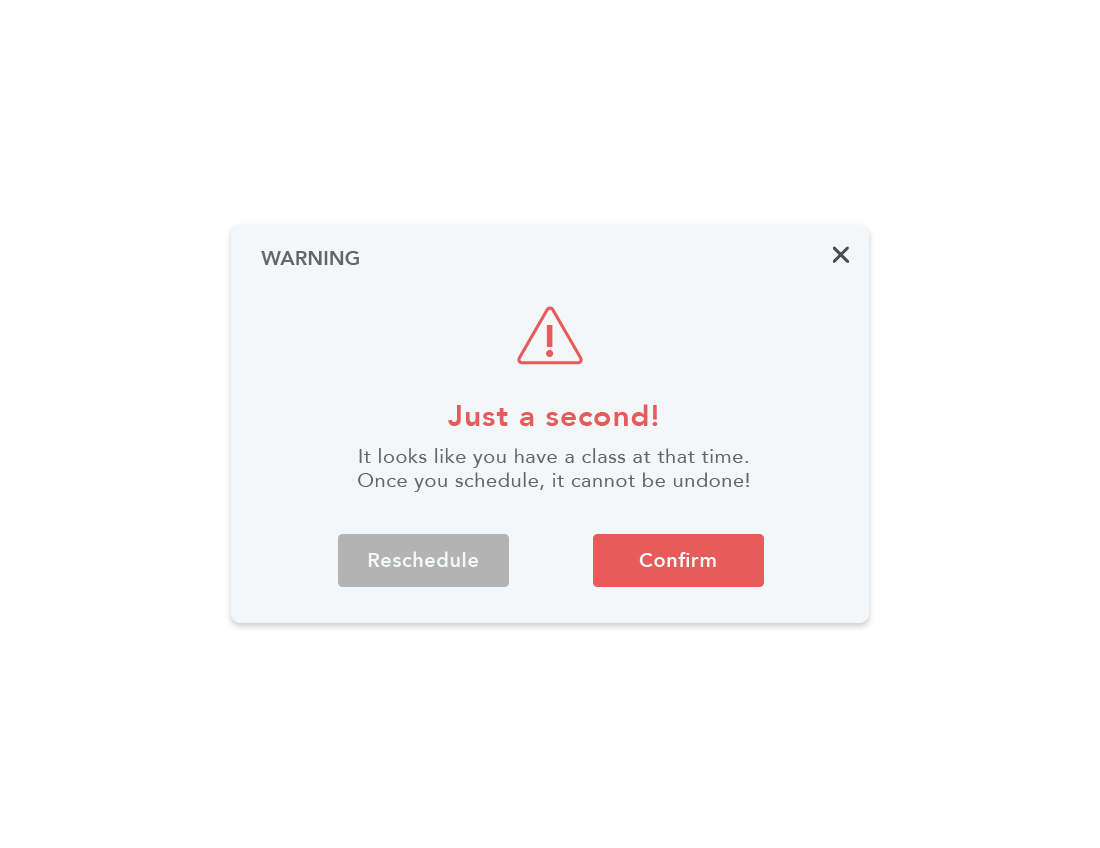 WARNING
Just a second!
It looks like you have a class at that time.
Once you schedule, it cannot be undone!
Reschedule
Confirm